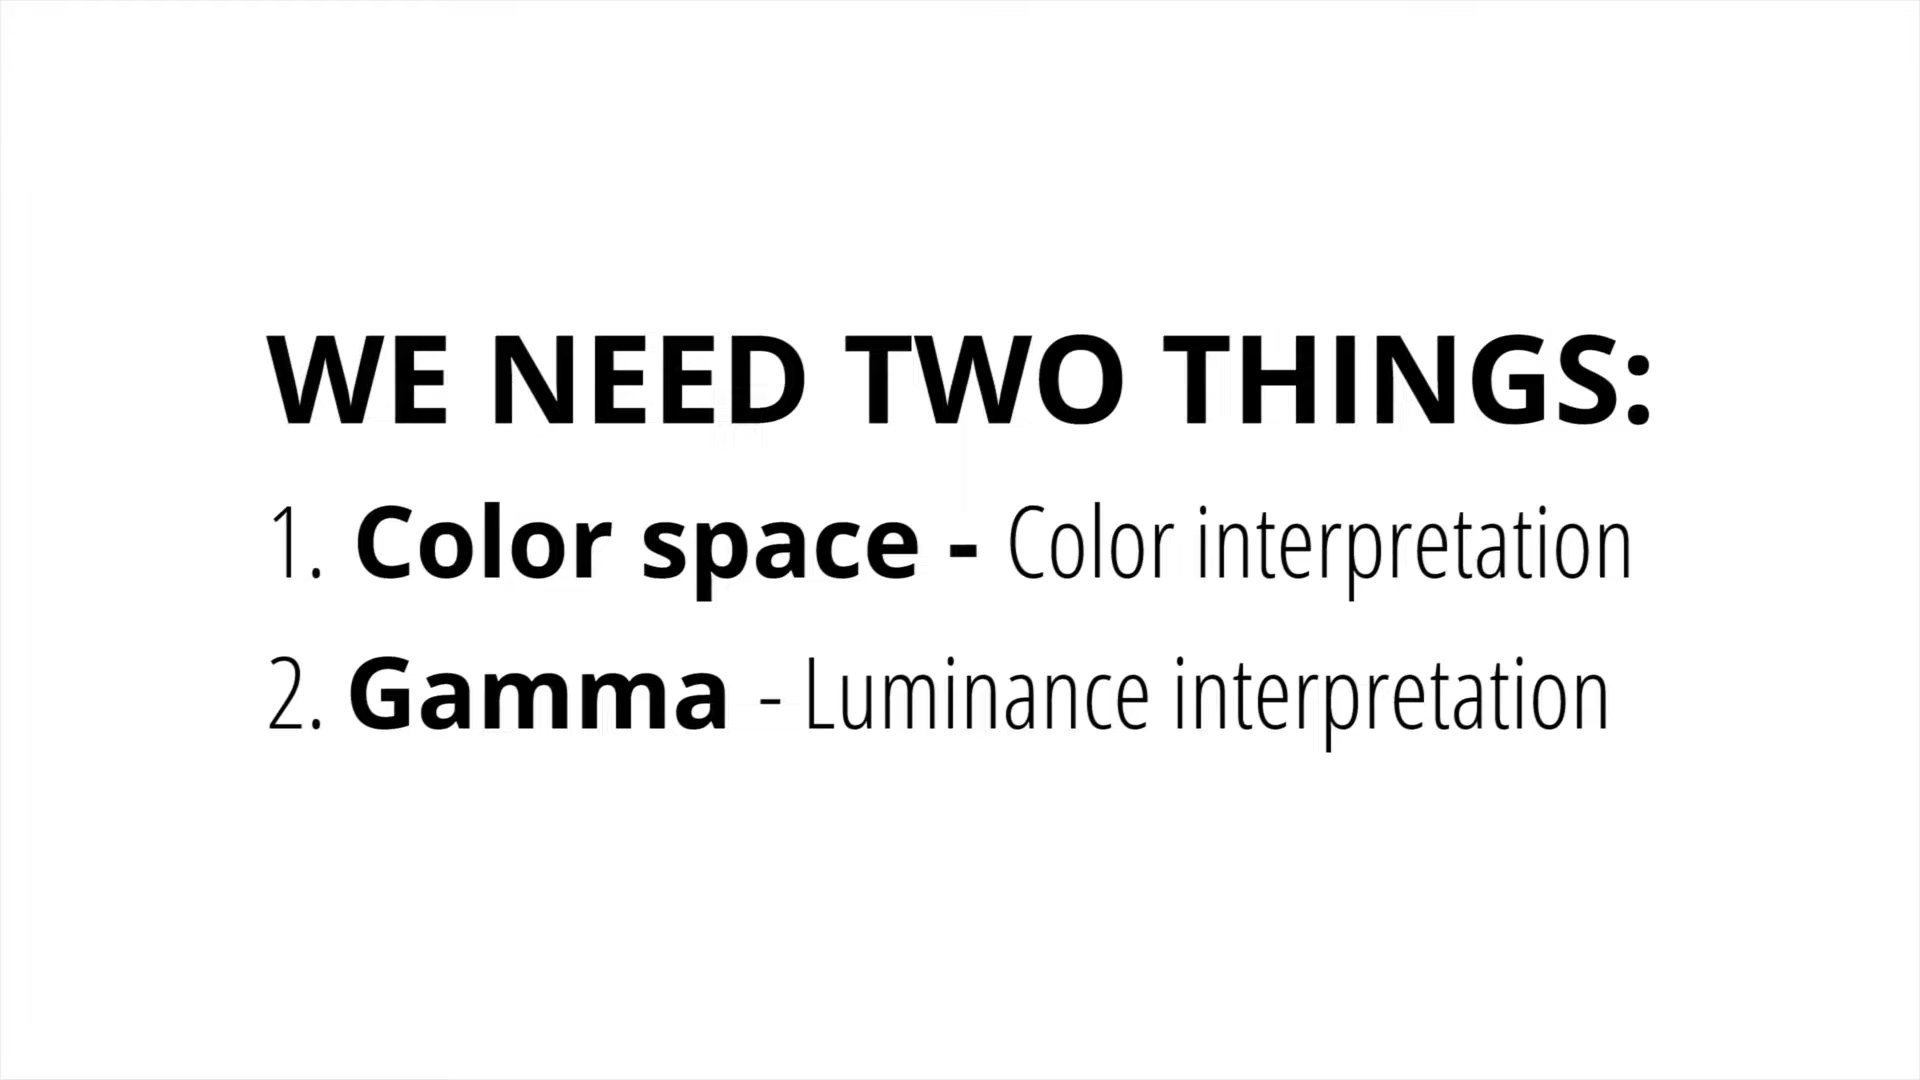 WE NEED TWO THINGS:
1. Color space - Color interpretation
2. Gamma - Luminance interpretation